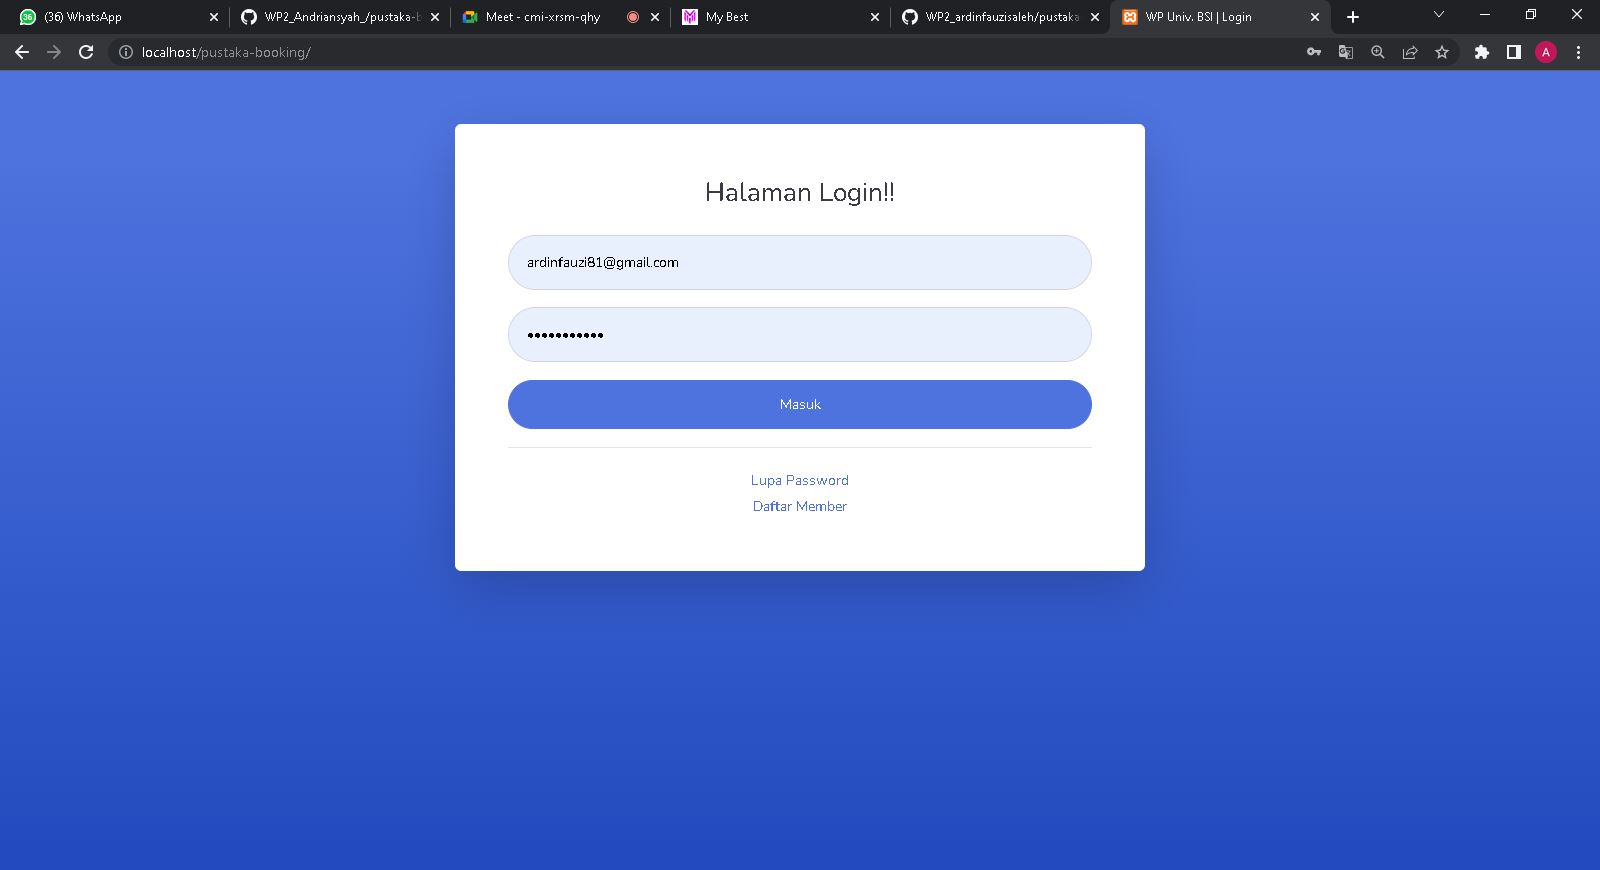 36 (36) WhatsApp
WP2_Andriansyah_/pustaka-b
Meet - cmi-xrsm-qhy
My Best
WP2_ardinfauzisaleh/pustaka
WP Univ. BSI | Login
localhost/pustaka-booking/
A
Halaman Login!!
ardinfauzi81@gmail.com
•••••••••••
Masuk
Lupa Password
Daftar Member